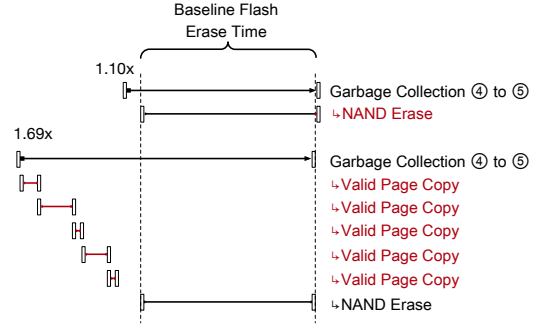 Baseline Flash
Erase Time
1.10x
Garbage Collection ④ to ⑤
↳NAND Erase
1.69x
Garbage Collection ④ to ⑤
↳Valid Page Copy
↳Valid Page Copy
↳Valid Page Copy
↳Valid Page Copy
↳Valid Page Copy
↳NAND Erase